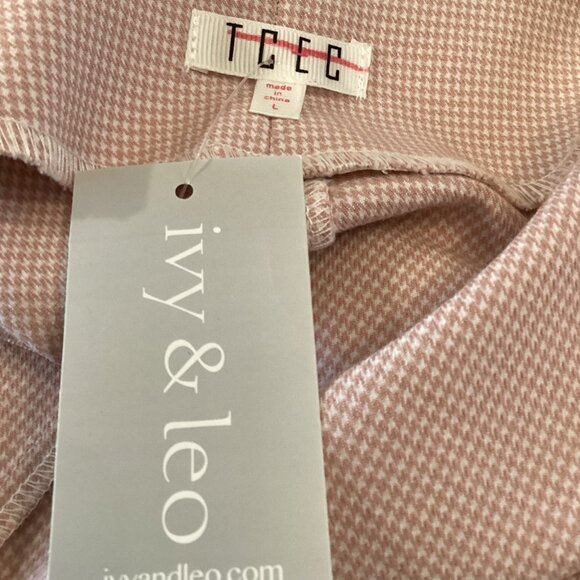 TCEC
made
in
china
L
ivy & leo
ivyandleo.com